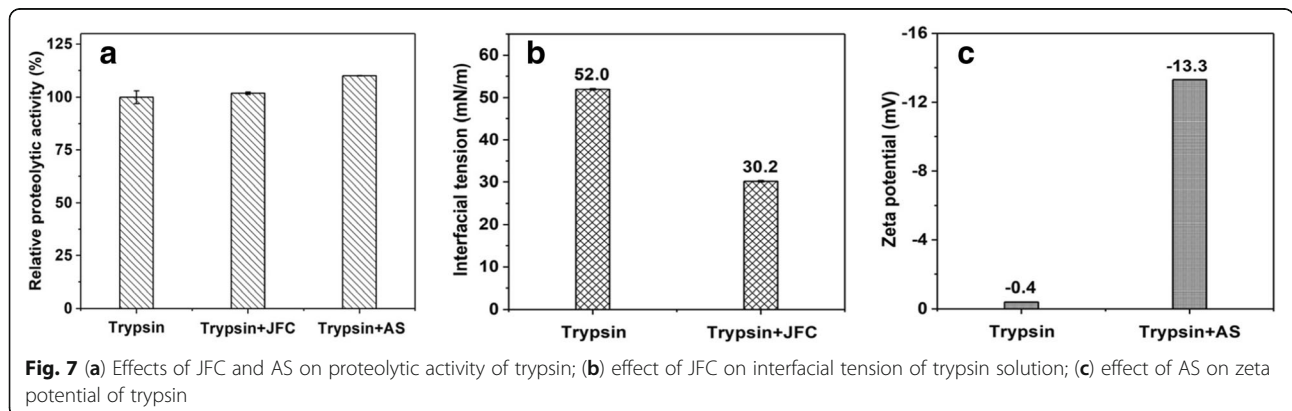 a
Relative proteolytic activity (%)
125
100
75
50
25
0
Trypsin
Trypsin+JFC
Trypsin+AS
b
Interfacial tension (mN/m)
60
50
40
30
20
10
0
52.0
30.2
Trypsin
Trypsin+JFC
c
Zeta potential (mV)
-16
-12
-8
-4
0
-0.4
-13.3
Trypsin
Trypsin+AS
Fig. 7 (a) Effects of JFC and AS on proteolytic activity of trypsin; (b) effect of JFC on interfacial tension of trypsin solution; (c) effect of AS on zeta
potential of trypsin